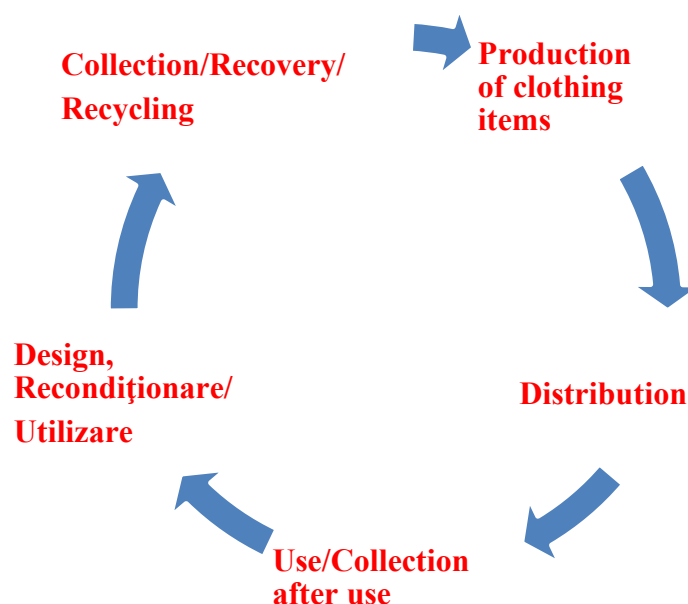 Collection/Recovery/
Recycling
Production
of clothing
items
Distribution
Use/Collection
after use
Design,
Recondiţionare/
Utilizare